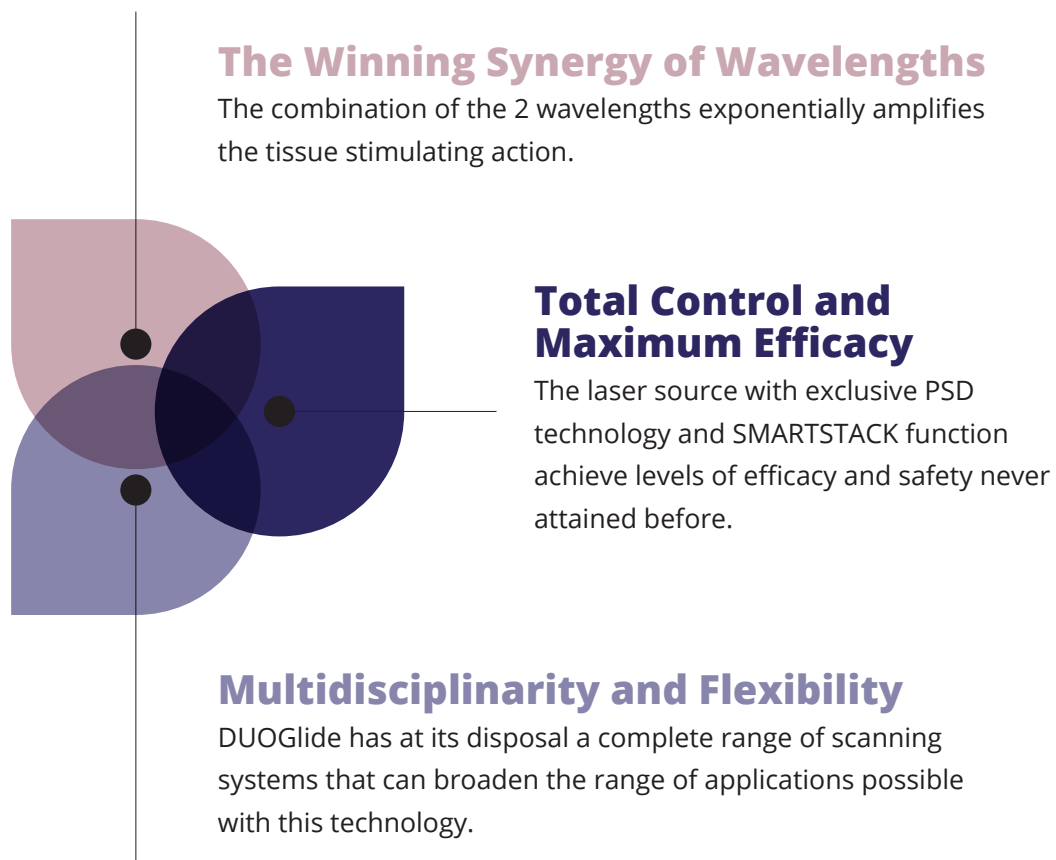 The Winning Synergy of Wavelengths
The combination of the 2 wavelengths exponentially amplifies
the tissue stimulating action.
Total Control and
Maximum Efficacy
The laser source with exclusive PSD
technology and SMARTSTACK function
achieve levels of efficacy and safety never
attained before.
Multidisciplinarity and Flexibility
DUOGlide has at its disposal a complete range of scanning
systems that can broaden the range of applications possible
with this technology.